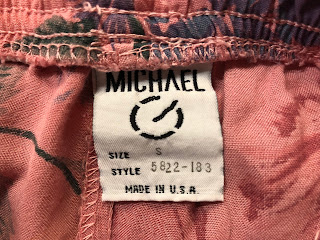 MICHAEL
SIZE S
STYLE 5822-183
MADE IN U.S.A.